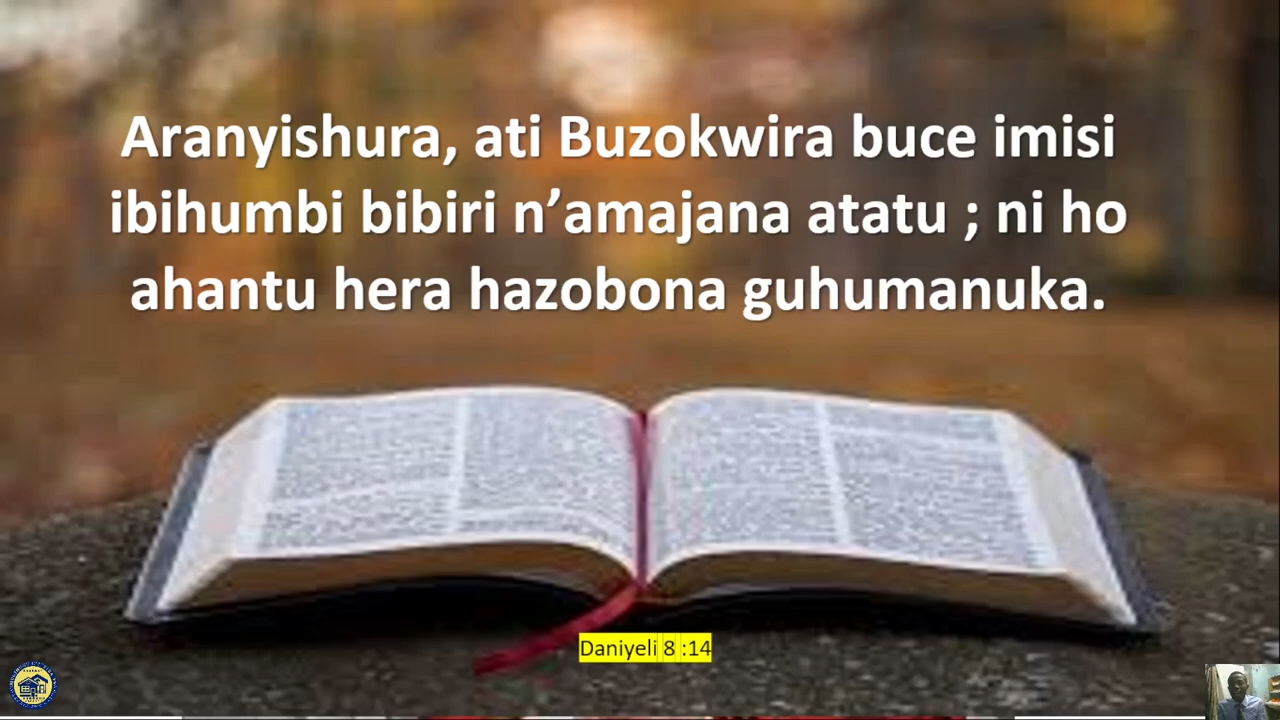 Aranyishura, ati Buzokwira buce imisi
ibihumbi bibiri n’amajana atatu ; ni ho
ahantu hera hazobona guhumanuka.
Daniyeli 8 :14